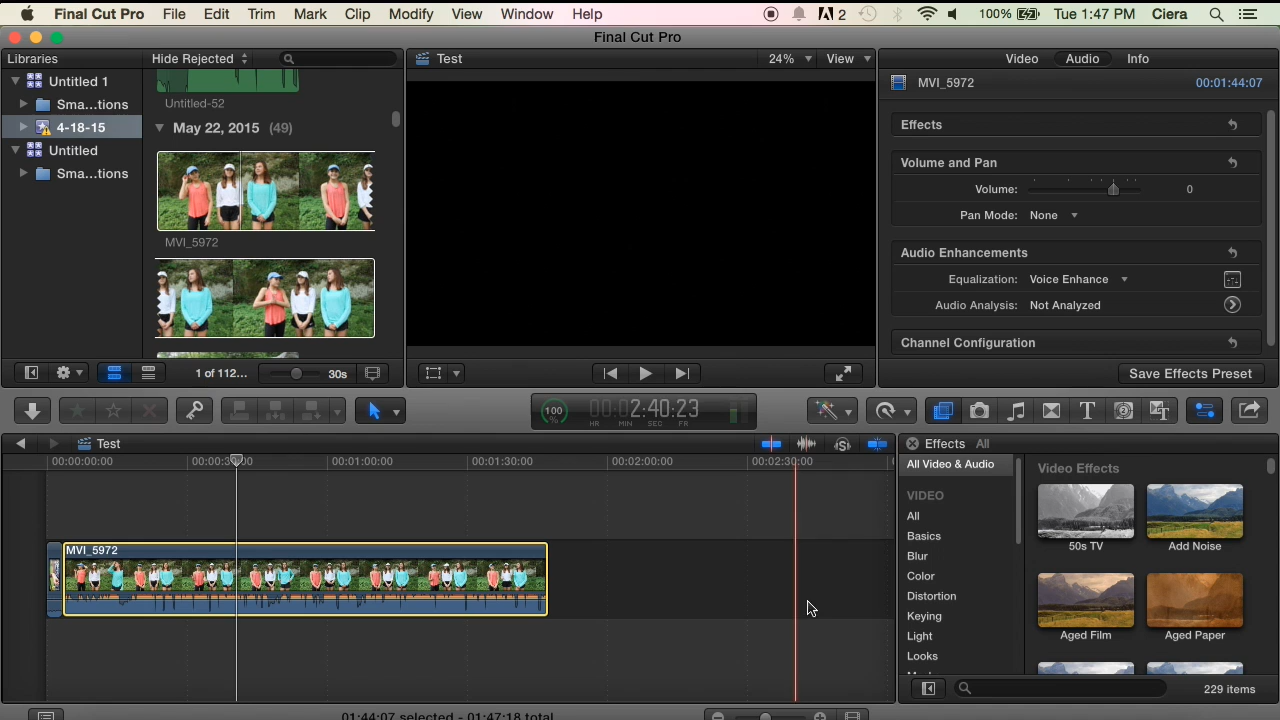 Final Cut Pro File Edit Trim Mark Clip Modify View Window Help 2 100% Tue 1:47 PM Ciera
Final Cut Pro
Libraries Hide Rejected Test 24% View Video Audio Info
Untitled 1
Sma...tions
4-18-15
Untitled
Sma...tions
Untitled-52
May 22, 2015 (49)
MVI_5972
1 of 112... 30s
MVI_5972 00:01:44:07
Effects
Volume and Pan
Volume: 0
Pan Mode: None
Audio Enhancements
Equalization: Voice Enhance
Audio Analysis: Not Analyzed
Channel Configuration
Save Effects Preset
100 % 00:02:40:23
HR MIN SEC FR
Test
00:00:00:00 00:01:00:00 00:01:30:00 00:02:00:00 00:02:30:00
MVI_5972
01:44:07 selected - 01:47:18 total
Effects All
All Video & Audio
VIDEO
All
Basics
Blur
Color
Distortion
Keying
Light
Looks
Video Effects
50s TV Add Noise
Aged Film Aged Paper
229 items